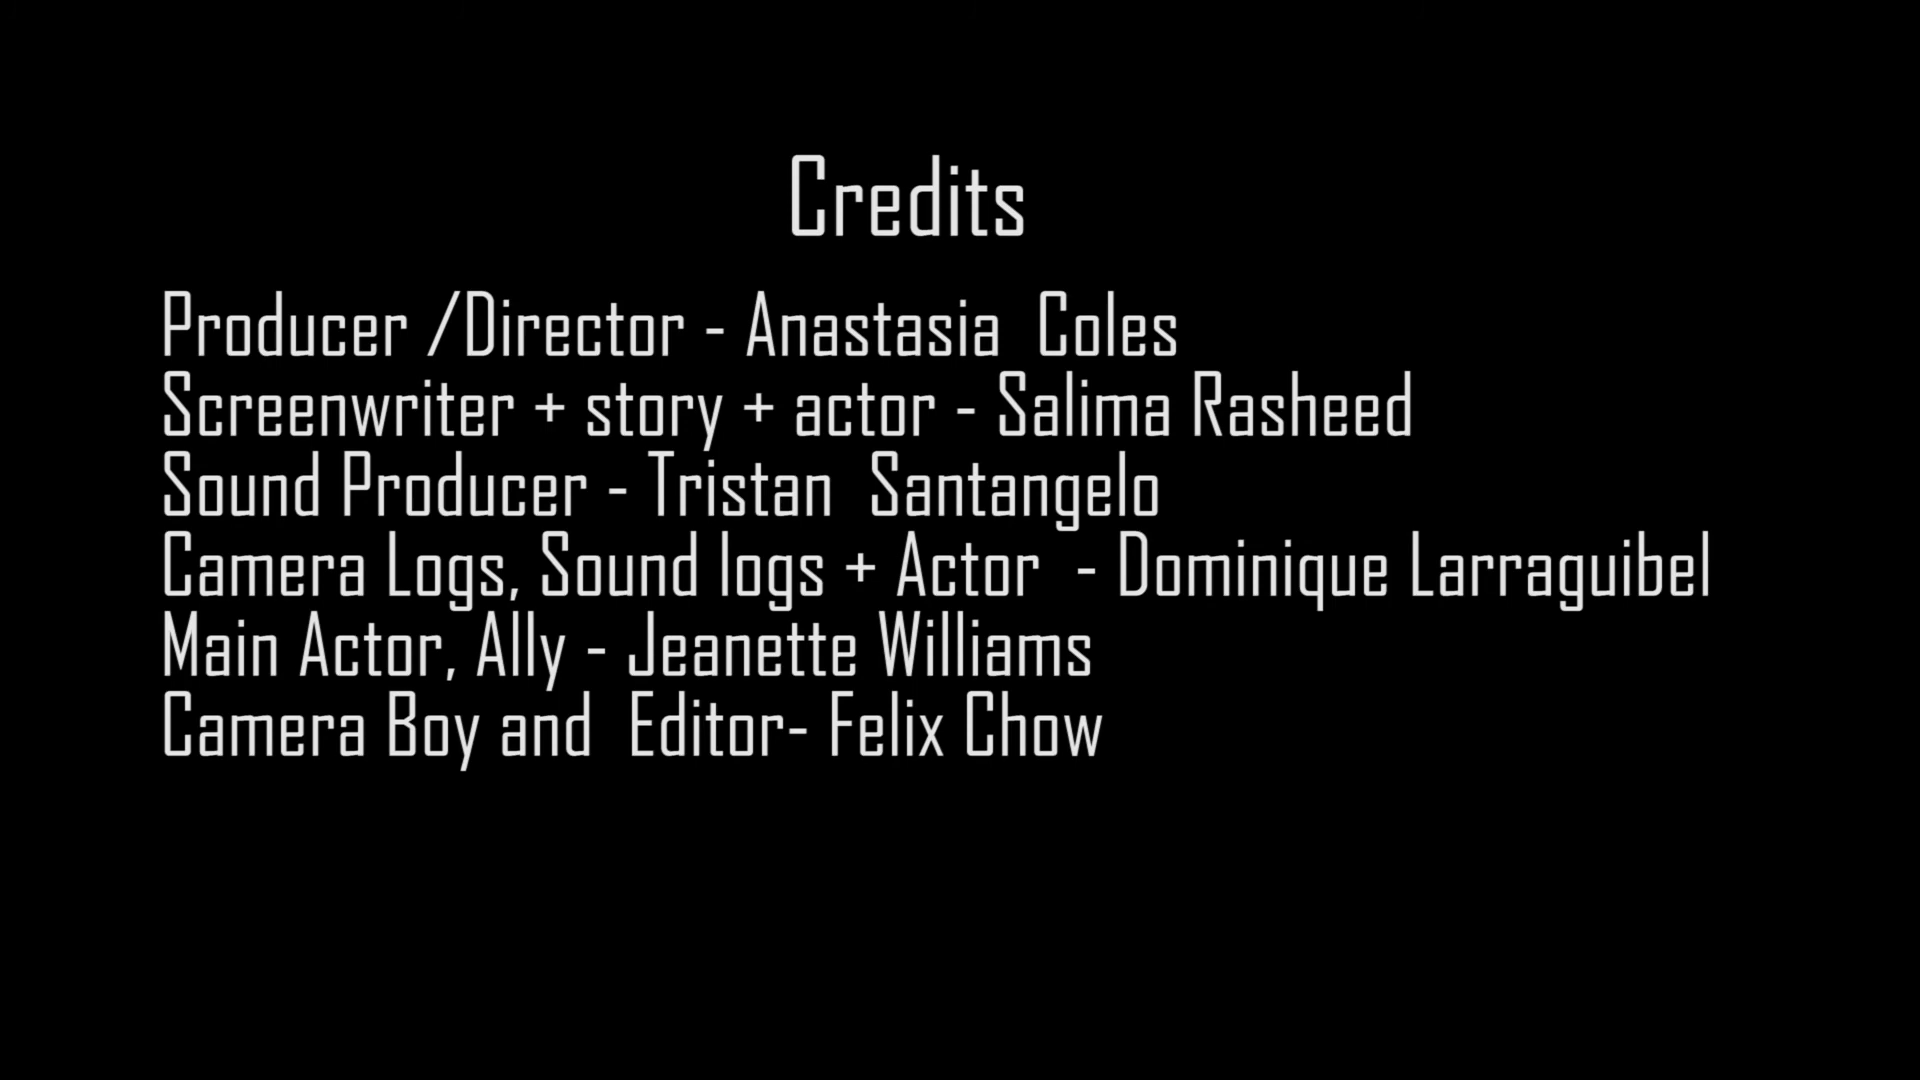 Credits
Producer /Director - Anastasia Coles
Screenwriter + story + actor - Salima Rasheed
Sound Producer - Tristan Santangelo
Camera Logs, Sound logs + Actor - Dominique Larraguibel
Main Actor, Ally - Jeanette Williams
Camera Boy and Editor- Felix Chow